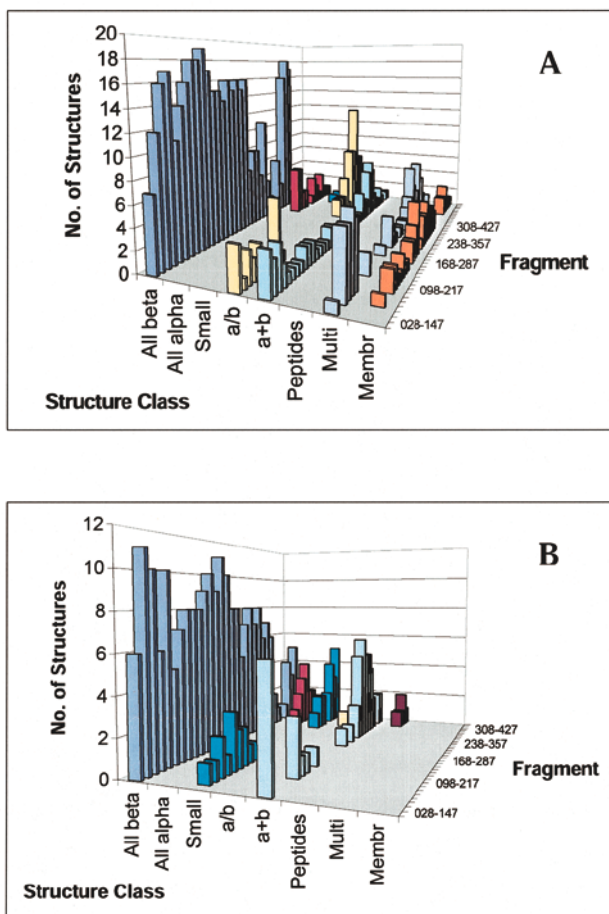 A
No. of Structures
20
18
16
14
12
10
8
6
4
2
0
All beta
All alpha
Small
a/b
a+b
Peptides
Multi
Membr
308-427
238-357
168-287
098-217
028-147
Fragment
Structure Class
B
No. of Structures
12
10
8
6
4
2
0
All beta
All alpha
Small
a/b
a+b
Peptides
Multi
Membr
308-427
238-357
168-287
098-217
028-147
Fragment
Structure Class